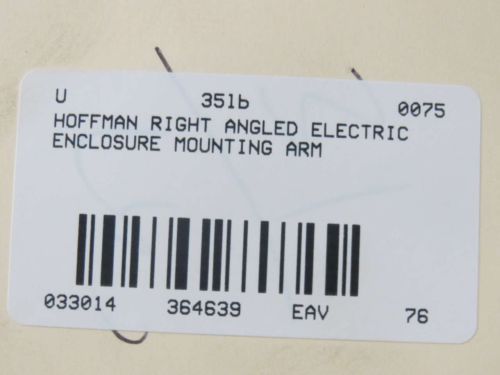 U 351b 0075
HOFFMAN RIGHT ANGLED ELECTRIC
ENCLOSURE MOUNTING ARM
033014 364639 EAV 76